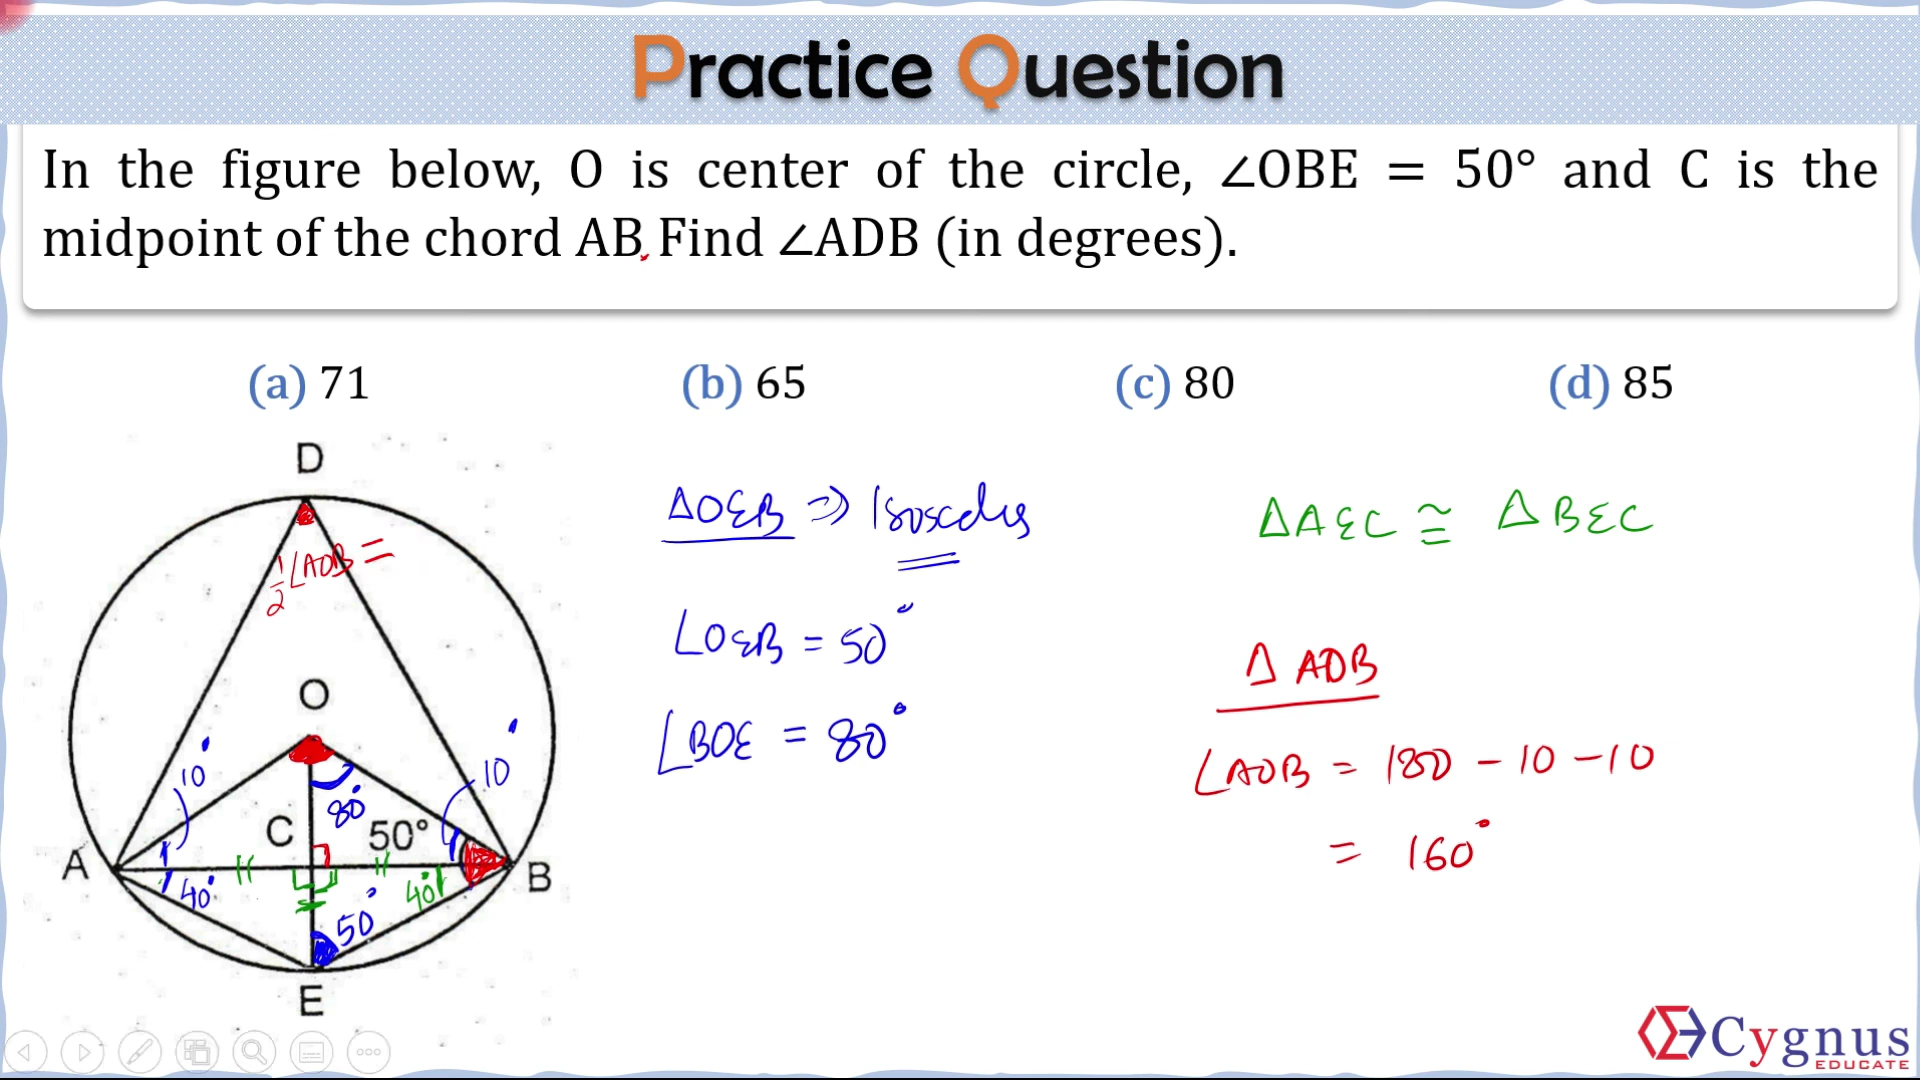 Practice Question
In the figure below, O is center of the circle, ∠OBE = 50° and C is the
midpoint of the chord AB. Find ∠ADB (in degrees).
(a) 71 (b) 65 (c) 80 (d) 85
D
½∠AOB =
O
10°
10°
80°
C
50°
A
B
40°
40°
50°
E
ΔOEB ⇒ Isosceles
∠OEB = 50°
∠BOE = 80°
ΔAEC ≅ ΔBEC
Δ AOB
∠AOB = 180 - 10 - 10
= 160°
Cygnus
EDUCATE